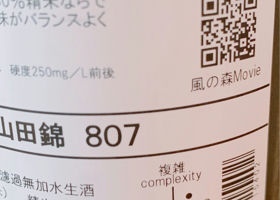 0%精米ならで
味がバランスよく
硬度250mg/L前後
風の森Movie
山田錦 807
濾過無加水生酒
複雑
complexity